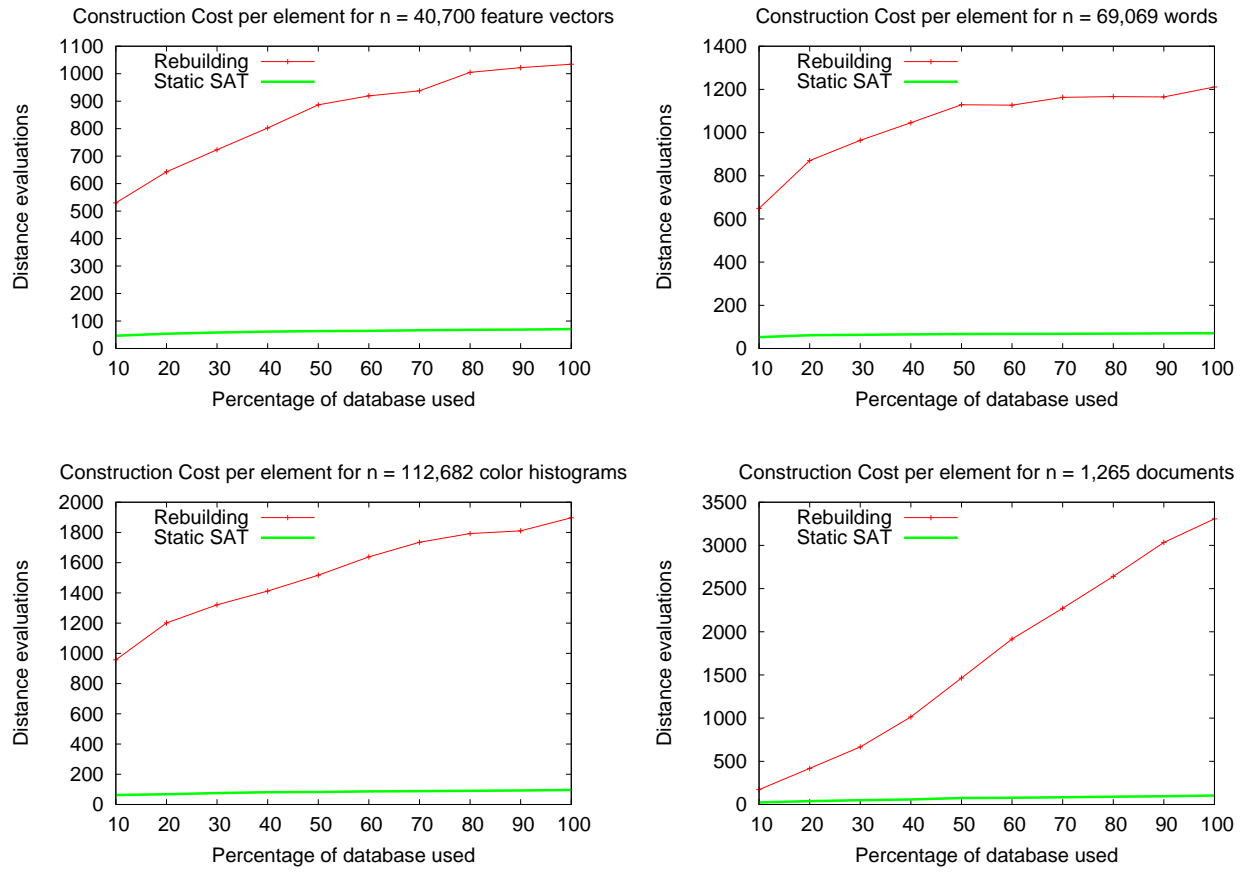 Construction Cost per element for n = 40,700 feature vectors
1100
1000
900
800
700
600
500
400
300
200
100
0
Rebuilding
Static SAT
Distance evaluations
10 20 30 40 50 60 70 80 90 100
Percentage of database used
Construction Cost per element for n = 69,069 words
1400
1200
1000
800
600
400
200
0
Rebuilding
Static SAT
Distance evaluations
10 20 30 40 50 60 70 80 90 100
Percentage of database used
Construction Cost per element for n = 112,682 color histograms
2000
1800
1600
1400
1200
1000
800
600
400
200
0
Rebuilding
Static SAT
Distance evaluations
10 20 30 40 50 60 70 80 90 100
Percentage of database used
Construction Cost per element for n = 1,265 documents
3500
3000
2500
2000
1500
1000
500
0
Rebuilding
Static SAT
Distance evaluations
10 20 30 40 50 60 70 80 90 100
Percentage of database used